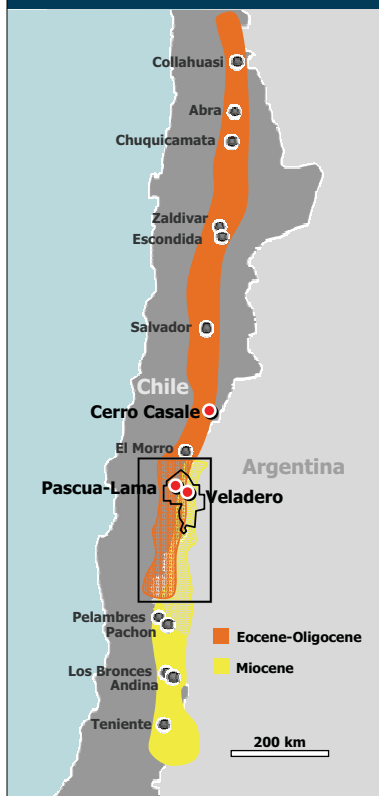 Collahuasi
Abra
Chuquicamata
Zaldivar
Escondida
Salvador
Chile
Cerro Casale
El Morro
Argentina
Pascua-Lama
Veladero
Pelambres
Pachon
Eocene-Oligocene
Miocene
Los Bronces
Andina
Teniente
200 km